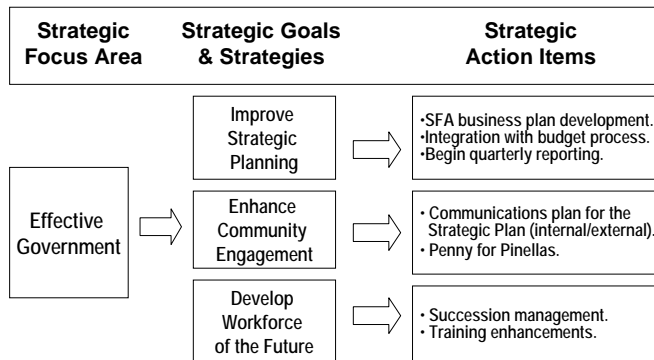 Strategic
Focus Area
Strategic Goals
& Strategies
Strategic
Action Items
Effective
Government
Improve
Strategic
Planning
•SFA business plan development.
•Integration with budget process.
•Begin quarterly reporting.
Enhance
Community
Engagement
• Communications plan for the
Strategic Plan (internal/external).
• Penny for Pinellas.
Develop
Workforce
of the Future
• Succession management.
• Training enhancements.